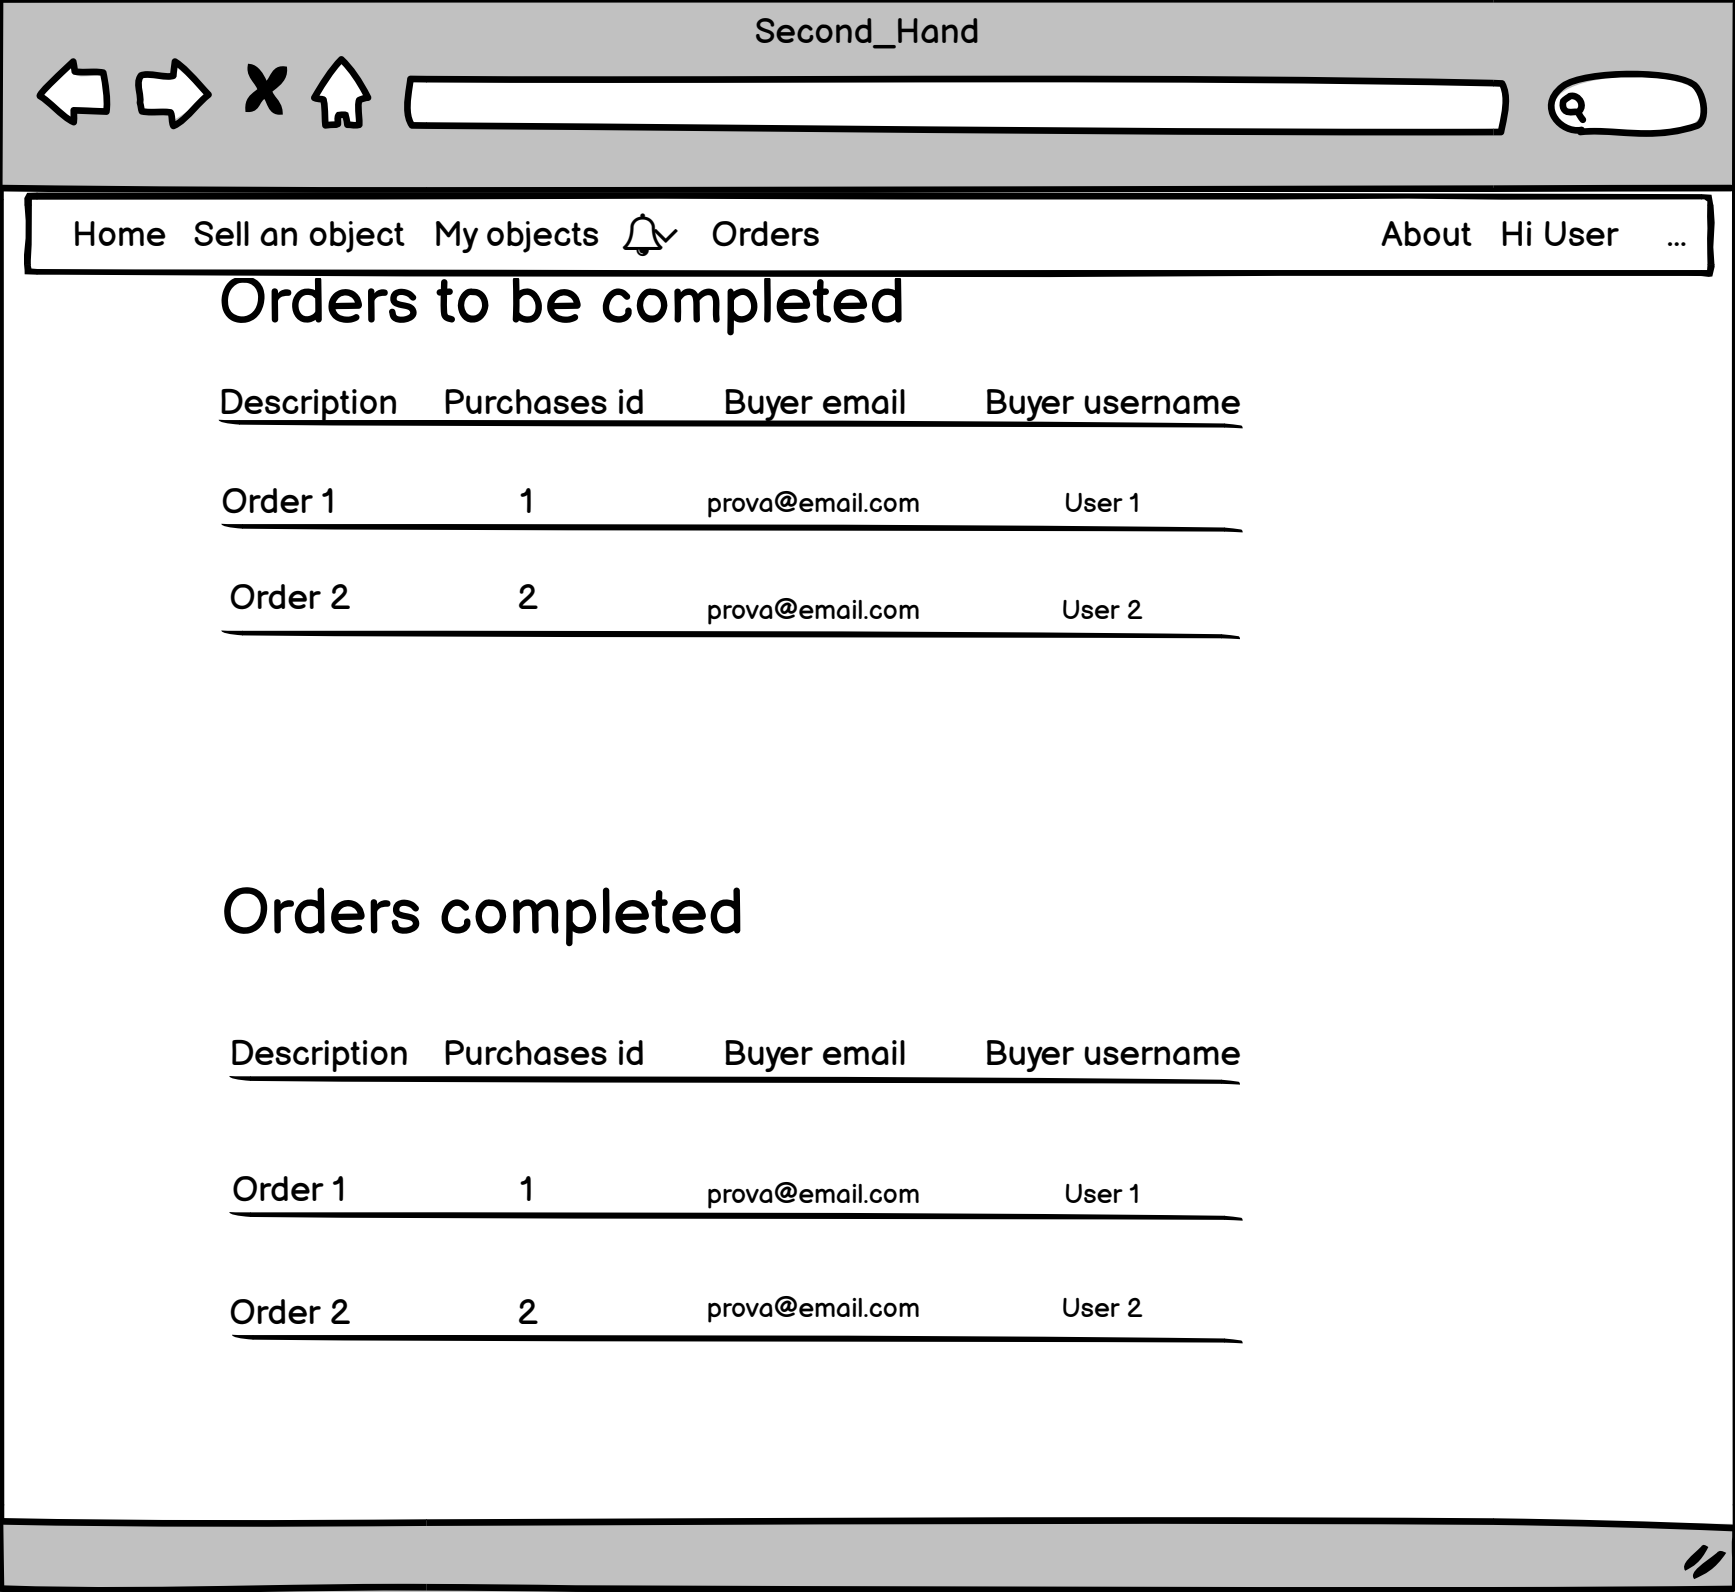 Second_Hand
Home Sell an object My objects Orders About Hi User ...
Orders to be completed
Description Purchases id Buyer email Buyer username
Order 1 1 prova@email.com User 1
Order 2 2 prova@email.com User 2
Orders completed
Description Purchases id Buyer email Buyer username
Order 1 1 prova@email.com User 1
Order 2 2 prova@email.com User 2